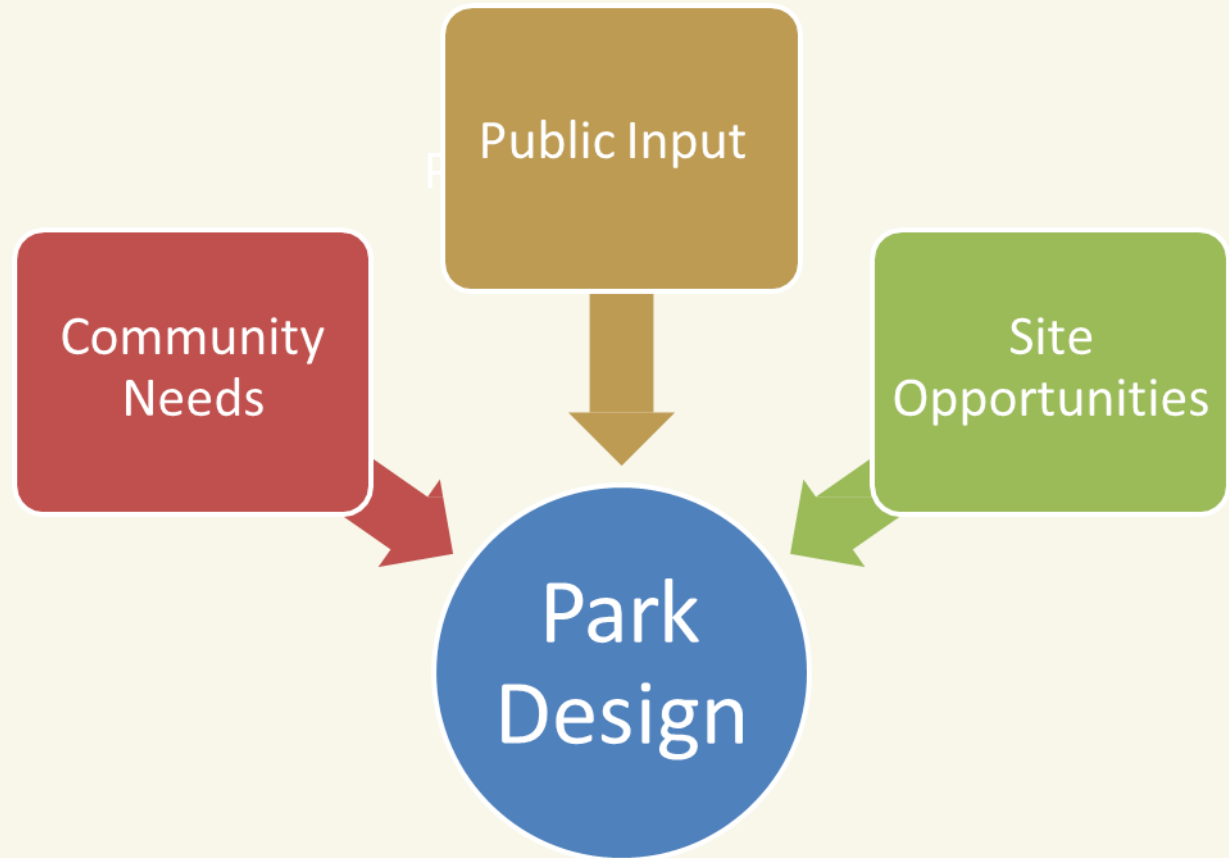 Public Input
Community
Needs
Site
Opportunities
Park
Design